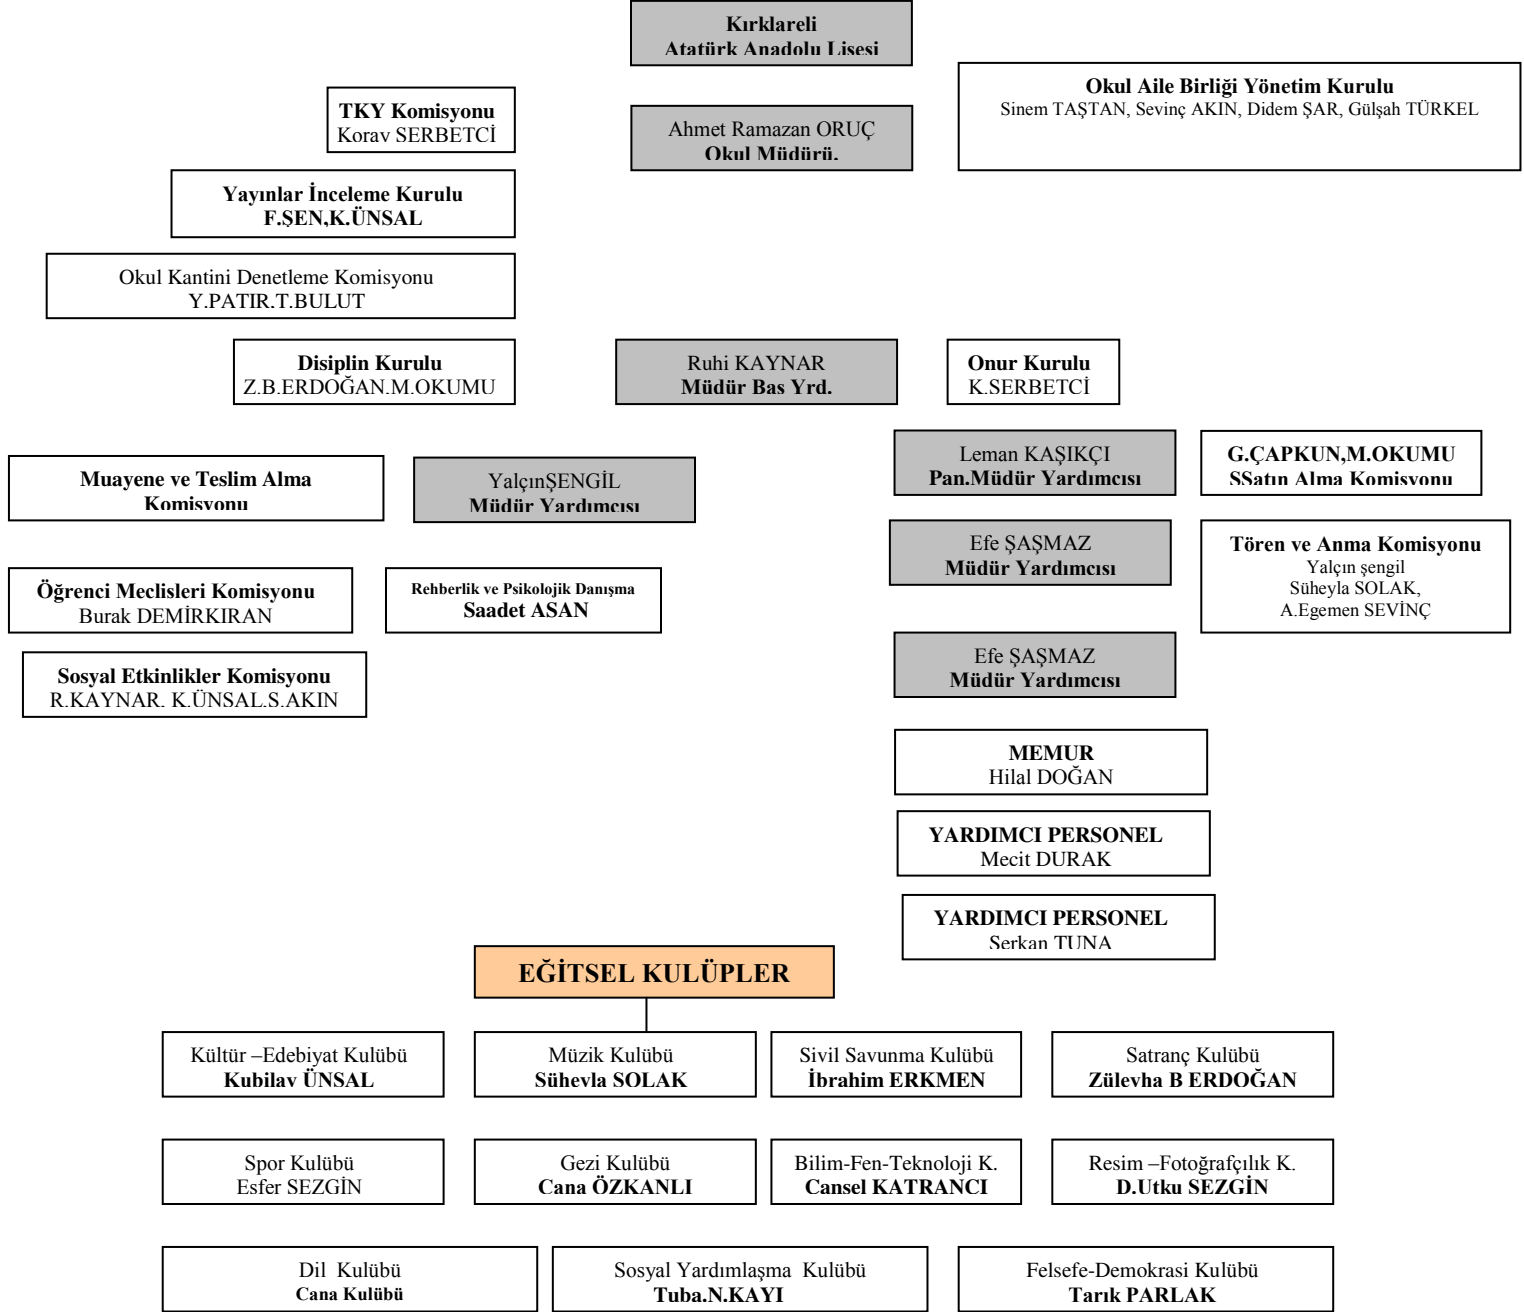 Kırklareli
Atatürk Anadolu Lisesi
Okul Aile Birliği Yönetim Kurulu
Sinem TAŞTAN, Sevinç AKIN, Didem ŞAR, Gülşah TÜRKEL
TKY Komisyonu
Koray SERBETCİ
Ahmet Ramazan ORUÇ
Okul Müdürü.
Yayınlar İnceleme Kurulu
F.ŞEN,K.ÜNSAL
Okul Kantini Denetleme Komisyonu
Y.PATIR,T.BULUT
Disiplin Kurulu
Z.B.ERDOĞAN,M.OKUMU
Ruhi KAYNAR
Müdür Bas Yrd.
Onur Kurulu
K.SERBETCİ
Leman KAŞIKÇI
Pan.Müdür Yardımcısı
G.ÇAPKUN,M.OKUMU
SSatın Alma Komisyonu
Muayene ve Teslim Alma
Komisyonu
YalçınŞENGİL
Müdür Yardımcısı
Efe ŞAŞMAZ
Müdür Yardımcısı
Tören ve Anma Komisyonu
Yalçın şengil
Süheyla SOLAK,
A.Egemen SEVİNÇ
Öğrenci Meclisleri Komisyonu
Burak DEMİRKIRAN
Rehberlik ve Psikolojik Danışma
Saadet ASAN
Efe ŞAŞMAZ
Müdür Yardımcısı
Sosyal Etkinlikler Komisyonu
R.KAYNAR, K.ÜNSAL,S.AKIN
MEMUR
Hilal DOĞAN
YARDIMCI PERSONEL
Mecit DURAK
YARDIMCI PERSONEL
Serkan TUNA
EĞİTSEL KULÜPLER
Kültür –Edebiyat Kulübü
Kubilay ÜNSAL
Müzik Kulübü
Süheyla SOLAK
Sivil Savunma Kulübü
İbrahim ERKMEN
Satranç Kulübü
Züleyha B ERDOĞAN
Spor Kulübü
Esfer SEZGİN
Gezi Kulübü
Cana ÖZKANLI
Bilim-Fen-Teknoloji K.
Cansel KATRANCI
Resim –Fotoğrafçılık K.
D.Utku SEZGİN
Dil Kulübü
Cana Kulübü
Sosyal Yardımlaşma Kulübü
Tuba.N.KAYI
Felsefe-Demokrasi Kulübü
Tarık PARLAK